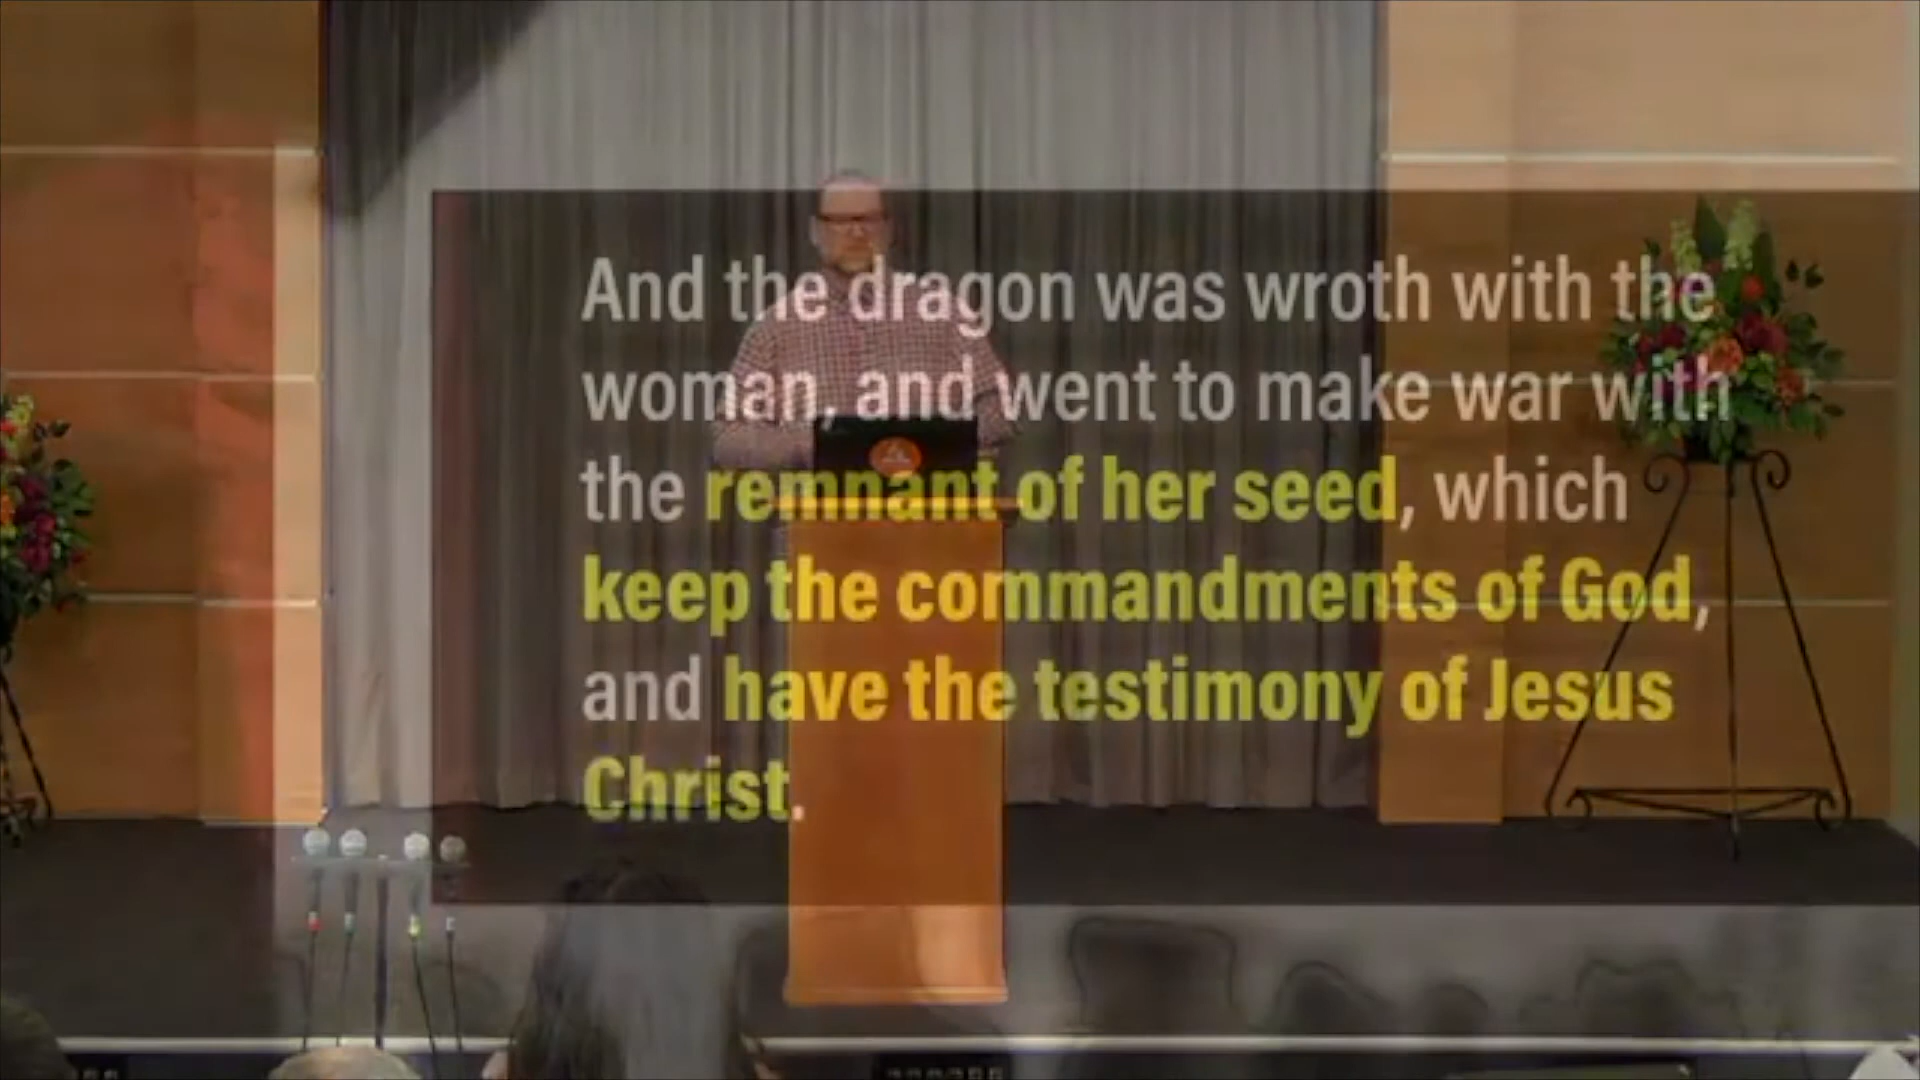 And the dragon was wroth with the
woman, and went to make war with
the remnant of her seed, which
keep the commandments of God,
and have the testimony of Jesus
Christ.